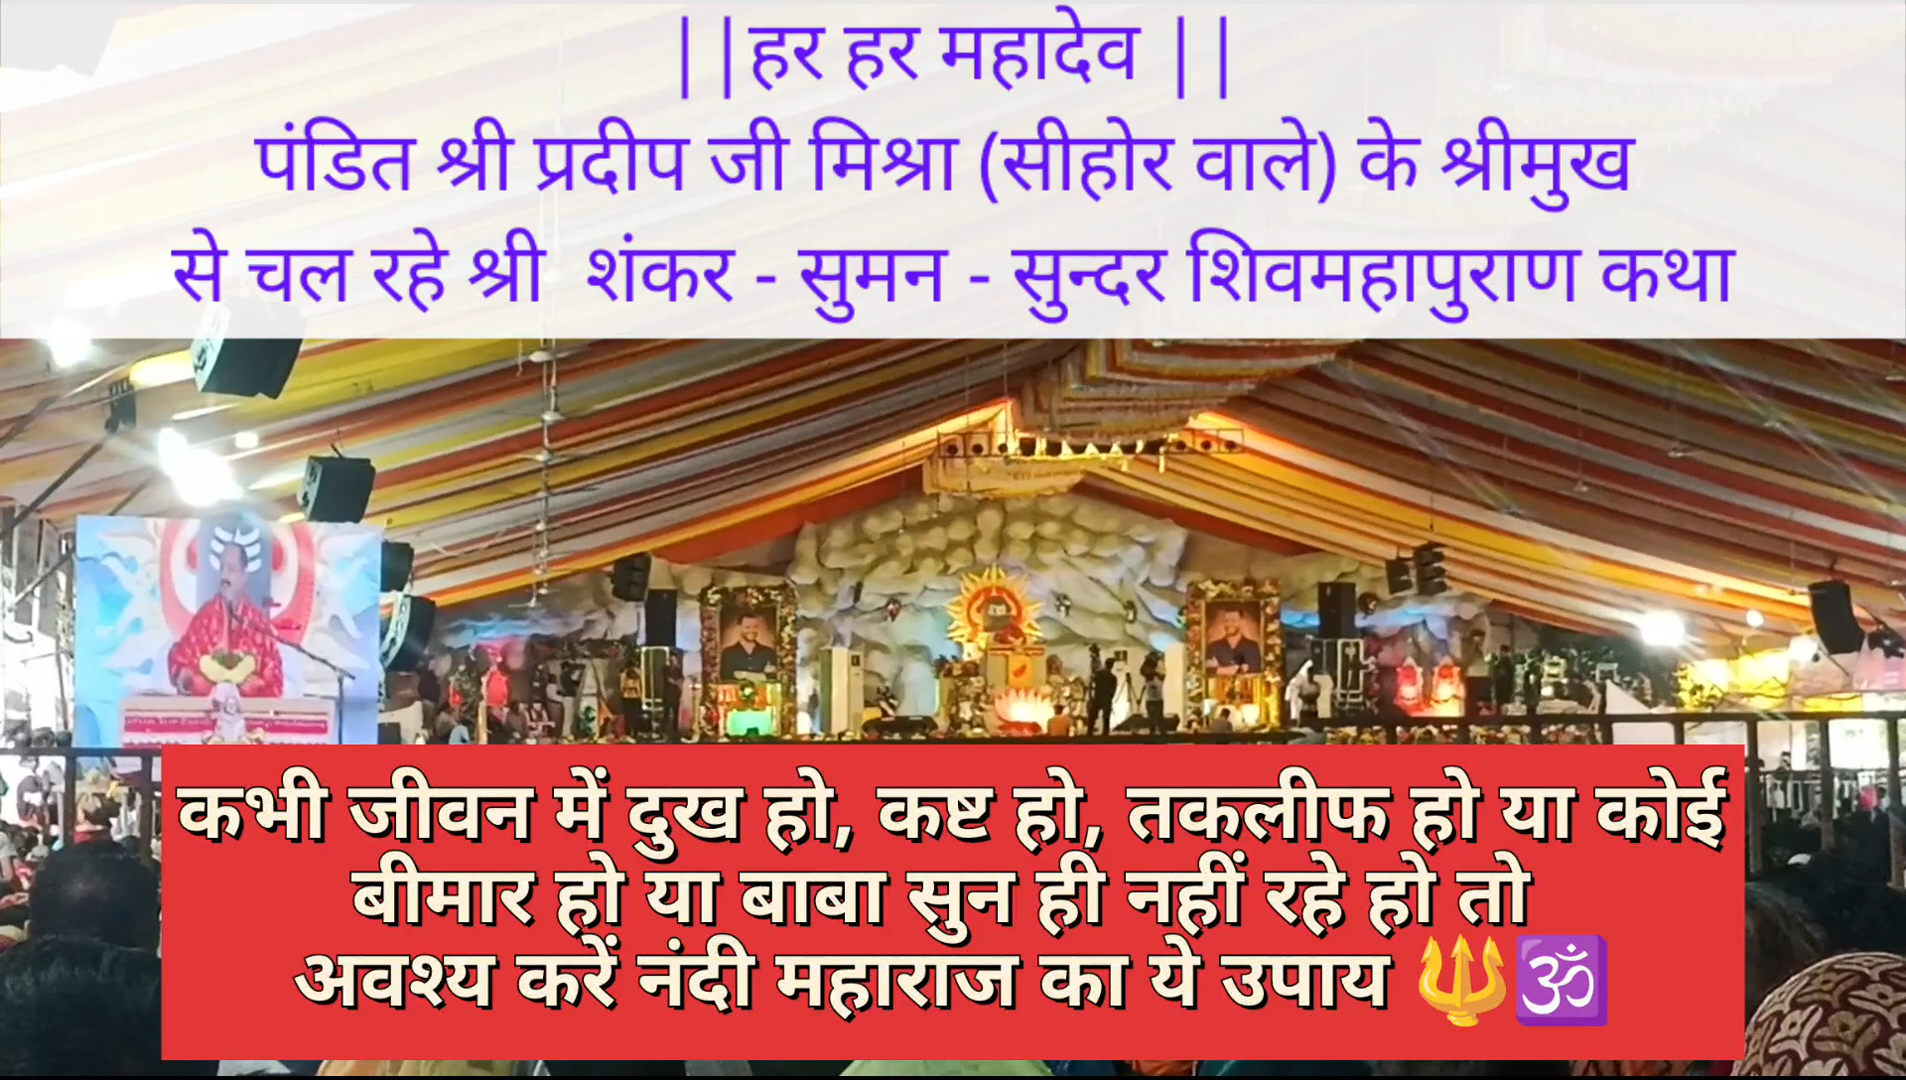 ||हर हर महादेव ||
पंडित श्री प्रदीप जी मिश्रा (सीहोर वाले) के श्रीमुख
से चल रहे श्री  शंकर - सुमन - सुन्दर शिवमहापुराण कथा
कभी जीवन में दुख हो, कष्ट हो, तकलीफ हो या कोई
बीमार हो या बाबा सुन ही नहीं रहे हो तो
अवश्य करें नंदी महाराज का ये उपाय 🔱🕉️